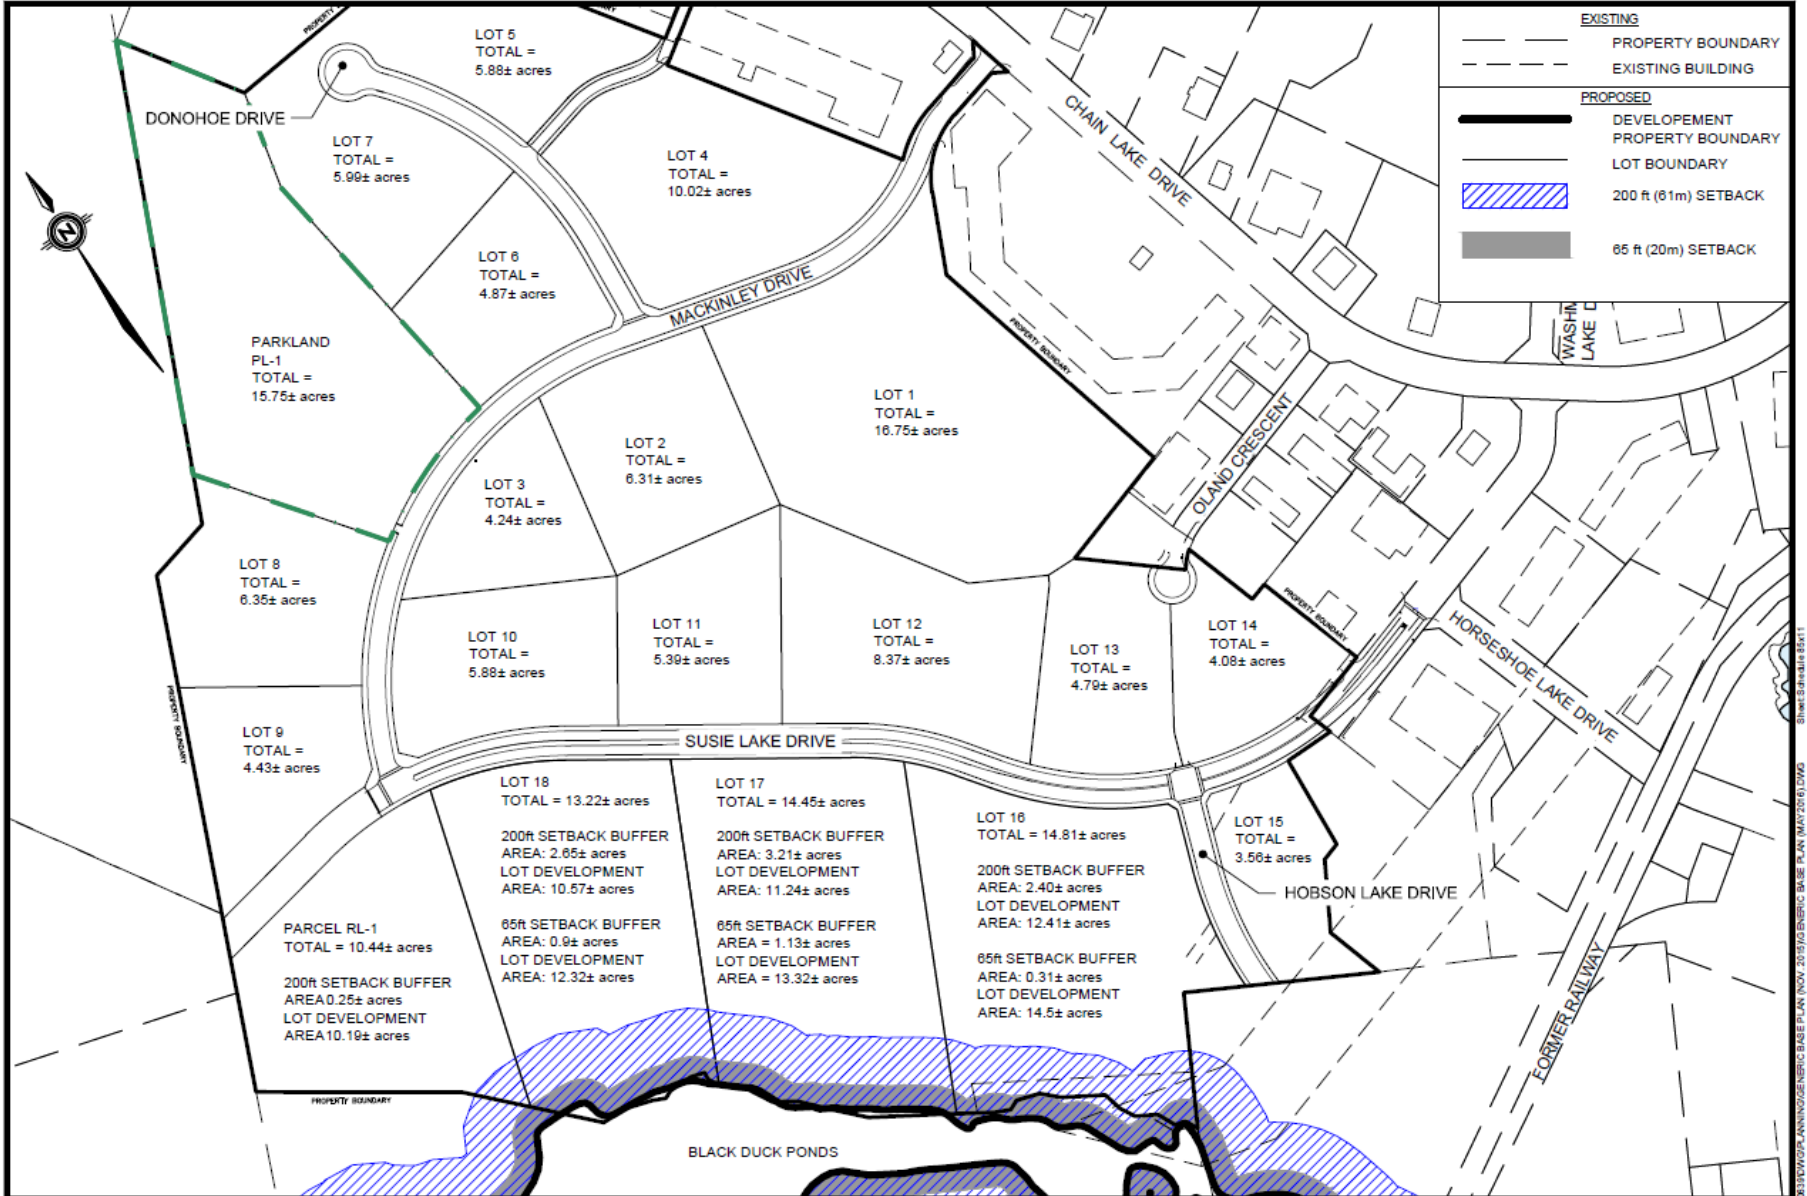 LOT 5
TOTAL =
5.88± acres
DONOHOE DRIVE
LOT 7
TOTAL =
5.99± acres
LOT 4
TOTAL =
10.02± acres
LOT 6
TOTAL =
4.87± acres
MACKINLEY DRIVE
CHAIN LAKE DRIVE
EXISTING
PROPERTY BOUNDARY
EXISTING BUILDING
PROPOSED
DEVELOPEMENT
PROPERTY BOUNDARY
LOT BOUNDARY
200 ft (61m) SETBACK
65 ft (20m) SETBACK
N
PARKLAND
PL-1
TOTAL =
15.75± acres
PROPERTY BOUNDARY
LAKE D
LOT 1
TOTAL =
16.75± acres
LOT 2
TOTAL =
6.31± acres
LOT 3
TOTAL =
4.24± acres
OLAND CRESCENT
LOT 8
TOTAL =
6.35± acres
LOT 10
TOTAL =
5.88± acres
LOT 11
TOTAL =
5.39± acres
LOT 12
TOTAL =
8.37± acres
LOT 13
TOTAL =
4.79± acres
LOT 14
TOTAL =
4.08± acres
PROPERTY BOUNDARY
HORSESHOE LAKE DRIVE
PROPERTY BOUNDARY
LOT 9
TOTAL =
4.43± acres
SUSIE LAKE DRIVE
LOT 18
TOTAL = 13.22± acres
200ft SETBACK BUFFER
AREA: 2.65± acres
LOT DEVELOPMENT
AREA: 10.57± acres
65ft SETBACK BUFFER
AREA: 0.9± acres
LOT DEVELOPMENT
AREA: 12.32± acres
LOT 17
TOTAL = 14.45± acres
200ft SETBACK BUFFER
AREA: 3.21± acres
LOT DEVELOPMENT
AREA: 11.24± acres
65ft SETBACK BUFFER
AREA = 1.13± acres
LOT DEVELOPMENT
AREA = 13.32± acres
LOT 16
TOTAL = 14.81± acres
200ft SETBACK BUFFER
AREA: 2.40± acres
LOT DEVELOPMENT
AREA: 12.41± acres
65ft SETBACK BUFFER
AREA: 0.31± acres
LOT DEVELOPMENT
AREA: 14.5± acres
LOT 15
TOTAL =
3.56± acres
HOBSON LAKE DRIVE
PARCEL RL-1
TOTAL = 10.44± acres
200ft SETBACK BUFFER
AREA 0.25± acres
LOT DEVELOPMENT
AREA 10.19± acres
FORMER RAILWAY
PROPERTY BOUNDARY
BLACK DUCK PONDS